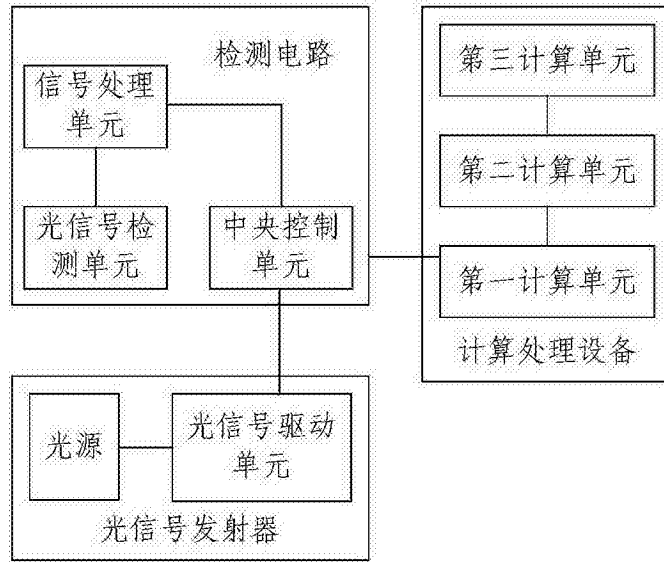 检测电路
信号处理
单元
光信号检
测单元
中央控制
单元
第三计算单元
第二计算单元
第一计算单元
计算处理设备
光源
光信号驱动
单元
光信号发射器